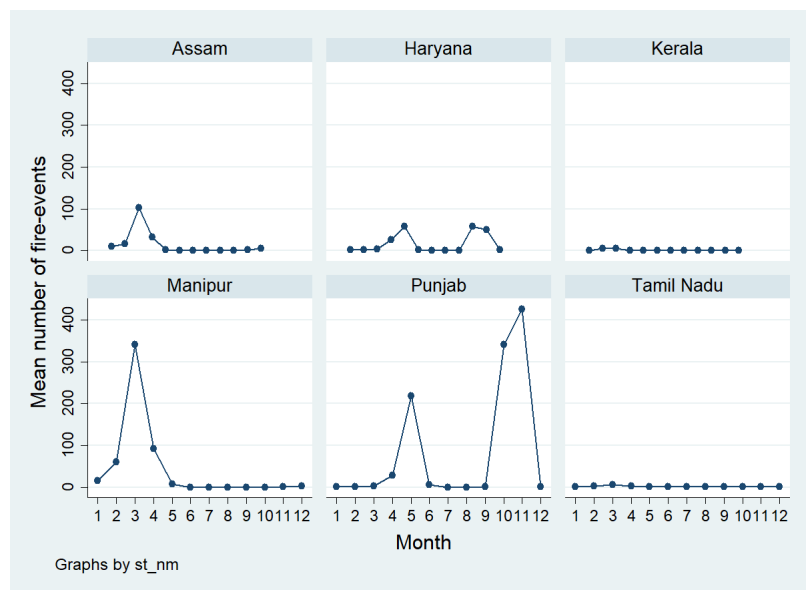 Assam Haryana Kerala
400
300
200
100
0
Mean number of fire-events
Manipur Punjab Tamil Nadu
400
300
200
100
0
1 2 3 4 5 6 7 8 9 10 11 12 1 2 3 4 5 6 7 8 9 10 11 12 1 2 3 4 5 6 7 8 9 10 11 12
Month
Graphs by st_nm